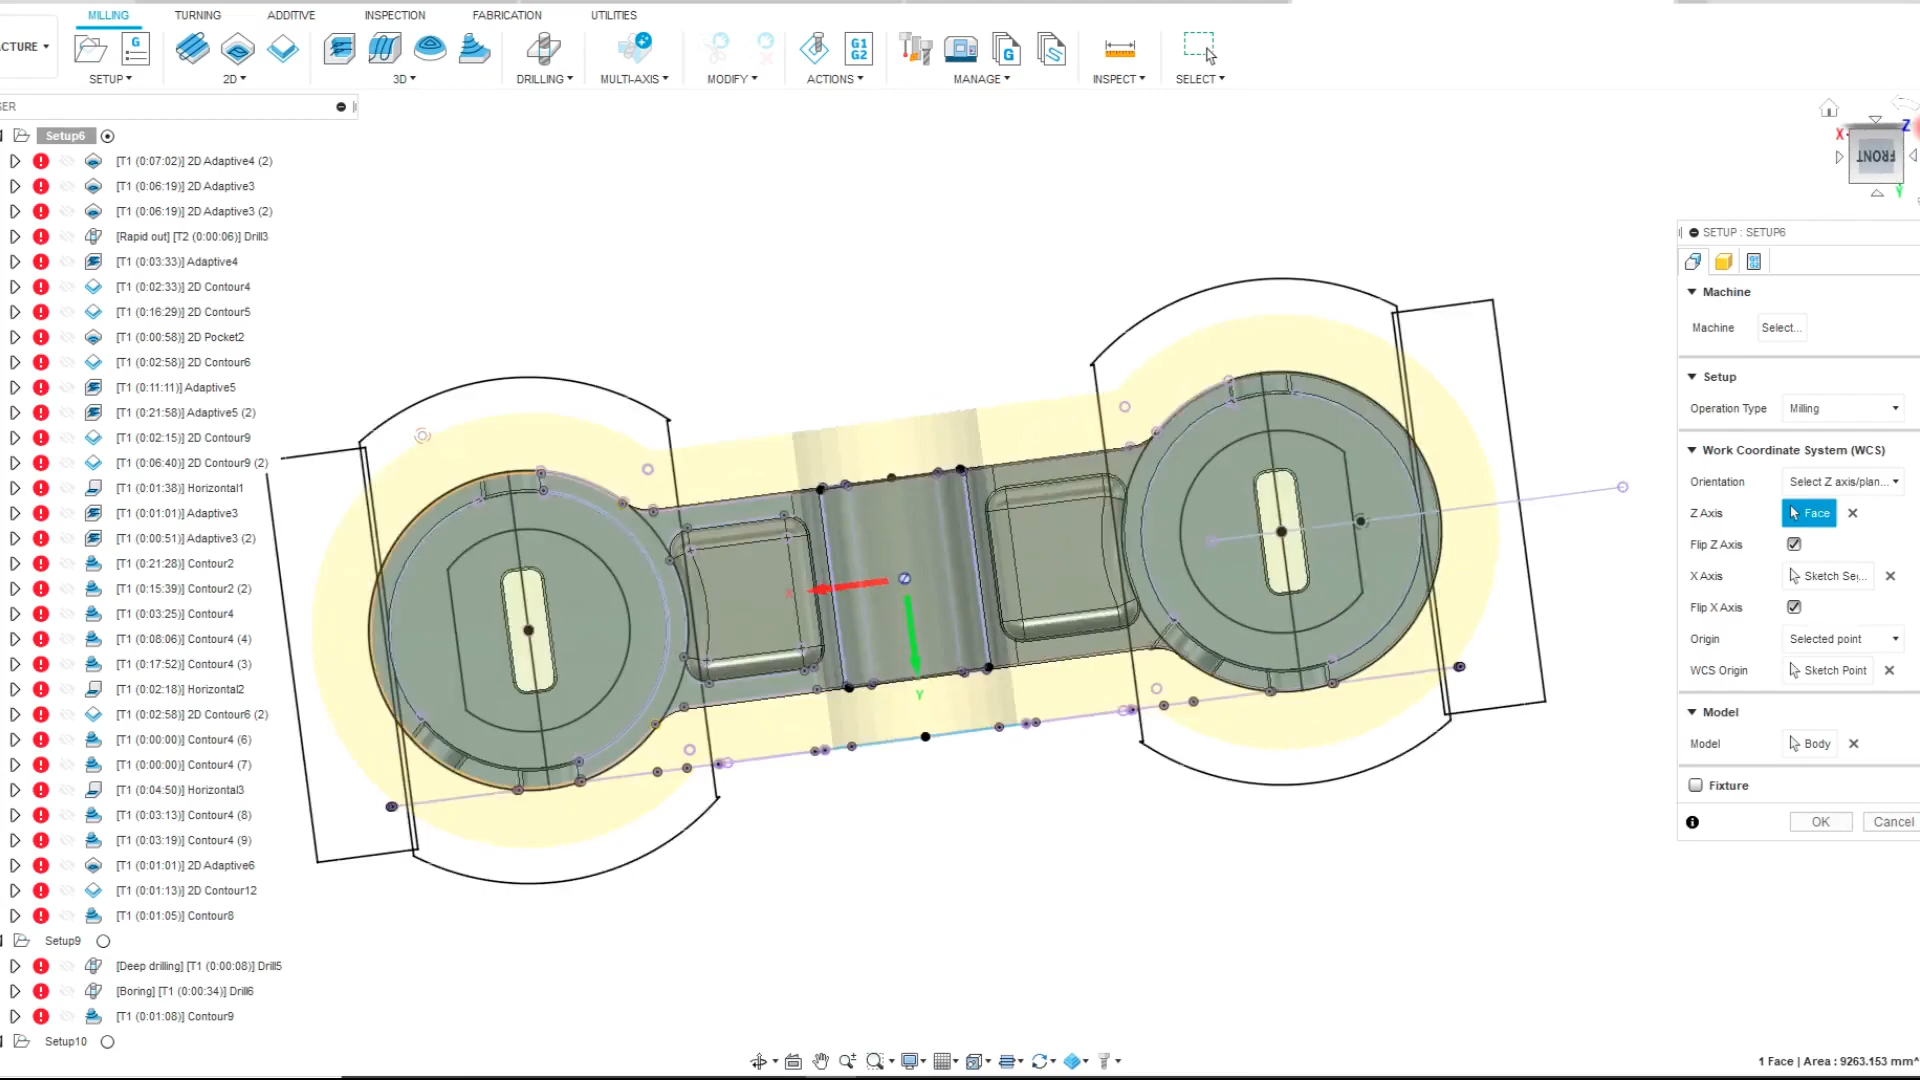 MILLING TURNING ADDITIVE INSPECTION FABRICATION UTILITIES
CTURE
SETUP 2D 3D DRILLING MULTI-AXIS MODIFY ACTIONS MANAGE INSPECT SELECT
G
G1
G2
G
SER
Setup6
[T1 (0:07:02)] 2D Adaptive4 (2)
[T1 (0:06:19)] 2D Adaptive3
[T1 (0:06:19)] 2D Adaptive3 (2)
[Rapid out] [T2 (0:00:06)] Drill3
[T1 (0:03:33)] Adaptive4
[T1 (0:02:33)] 2D Contour4
[T1 (0:16:29)] 2D Contour5
[T1 (0:00:58)] 2D Pocket2
[T1 (0:02:58)] 2D Contour6
[T1 (0:11:11)] Adaptive5
[T1 (0:21:58)] Adaptive5 (2)
[T1 (0:02:15)] 2D Contour9
[T1 (0:06:40)] 2D Contour9 (2)
[T1 (0:01:38)] Horizontal1
[T1 (0:01:01)] Adaptive3
[T1 (0:00:51)] Adaptive3 (2)
[T1 (0:21:28)] Contour2
[T1 (0:15:39)] Contour2 (2)
[T1 (0:03:25)] Contour4
[T1 (0:08:06)] Contour4 (4)
[T1 (0:17:52)] Contour4 (3)
[T1 (0:02:18)] Horizontal2
[T1 (0:02:58)] 2D Contour6 (2)
[T1 (0:00:00)] Contour4 (6)
[T1 (0:00:00)] Contour4 (7)
[T1 (0:04:50)] Horizontal3
[T1 (0:03:13)] Contour4 (8)
[T1 (0:03:19)] Contour4 (9)
[T1 (0:01:01)] 2D Adaptive6
[T1 (0:01:13)] 2D Contour12
[T1 (0:01:05)] Contour8
Setup9
[Deep drilling] [T1 (0:00:08)] Drill5
[Boring] [T1 (0:00:34)] Drill6
[T1 (0:01:08)] Contour9
Setup10
X
Y
X
Z
FRONT
Y
SETUP : SETUP6
Machine
Machine Select...
Setup
Operation Type Milling
Work Coordinate System (WCS)
Orientation Select Z axis/plan...
Z Axis Face
Flip Z Axis
X Axis Sketch Se...
Flip X Axis
Origin Selected point
WCS Origin Sketch Point
Model
Model Body
Fixture
OK Cancel
1 Face | Area : 9263.153 mm^